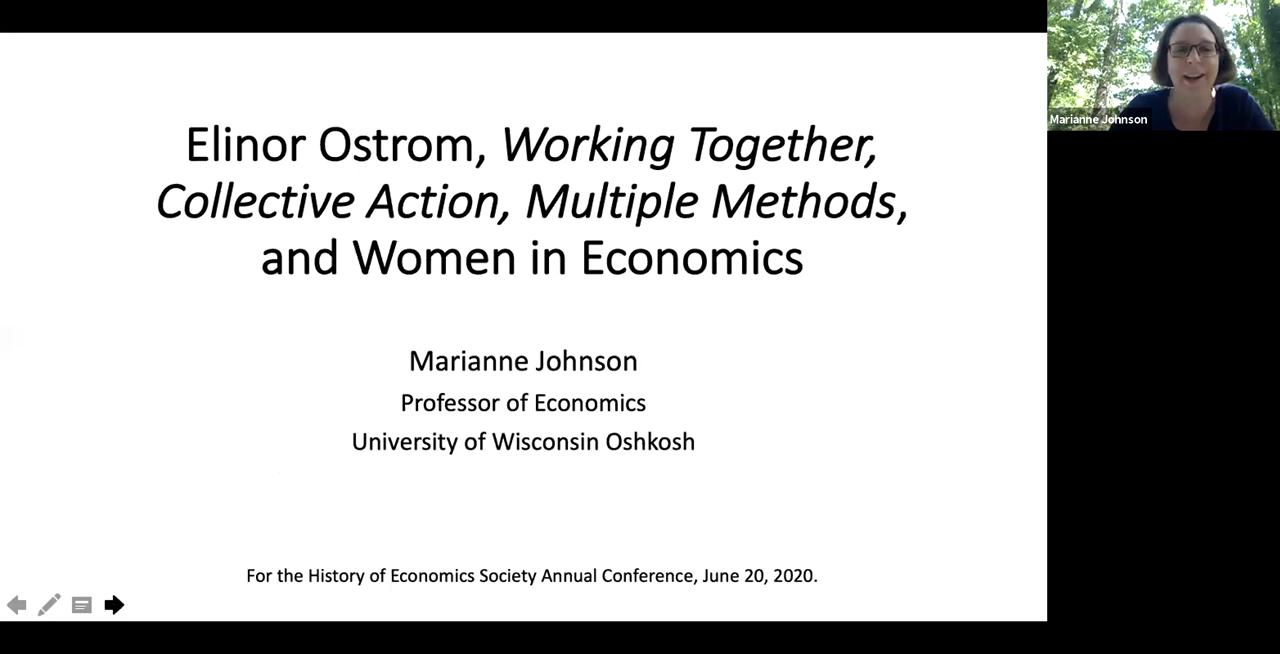 Elinor Ostrom, Working Together,
Collective Action, Multiple Methods,
and Women in Economics
Marianne Johnson
Professor of Economics
University of Wisconsin Oshkosh
For the History of Economics Society Annual Conference, June 20, 2020.
Marianne Johnson